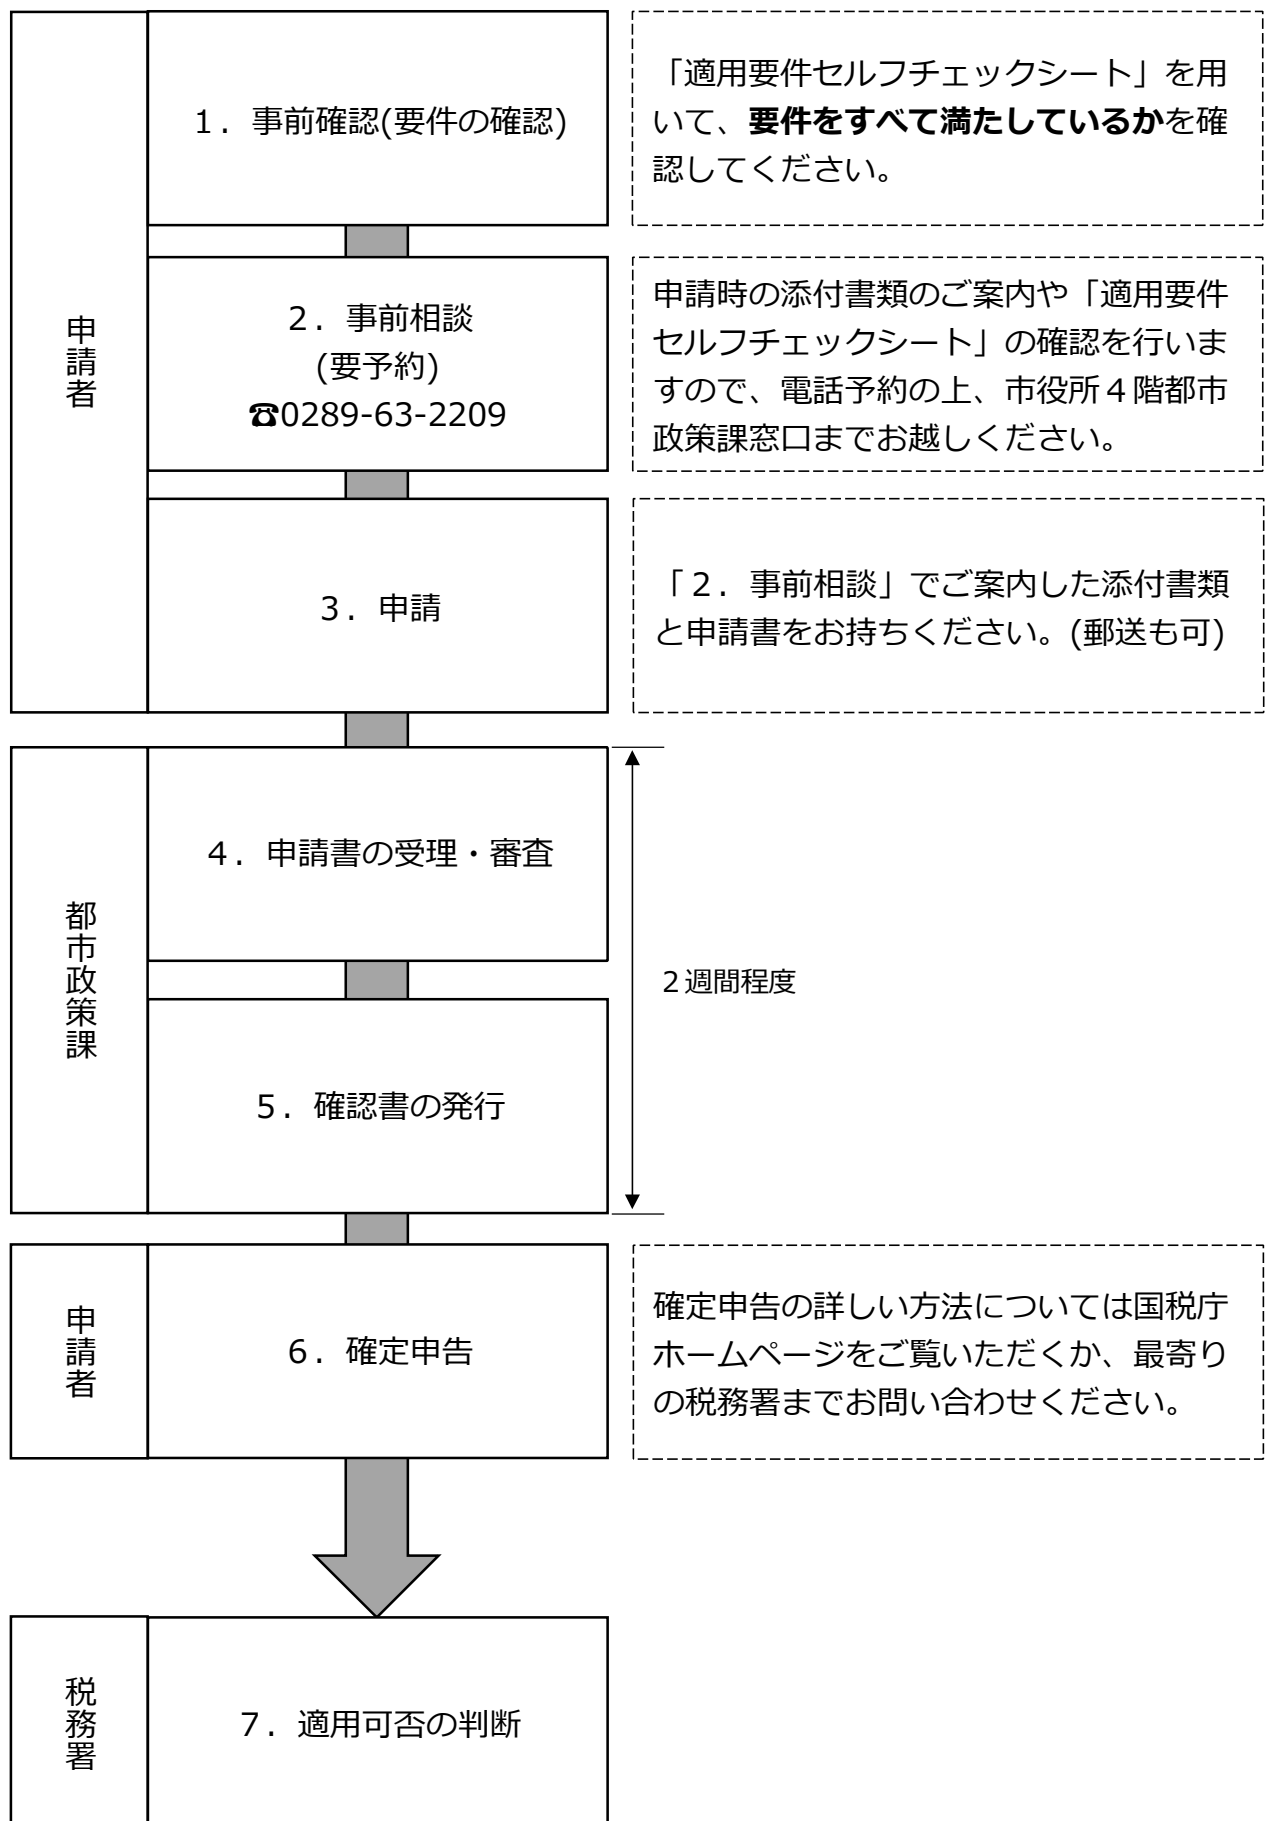 申請者
１．事前確認(要件の確認)
「適用要件セルフチェックシート」を用
いて、要件をすべて満たしているかを確
認してください。
２．事前相談
(要予約)
☎0289-63-2209
申請時の添付書類のご案内や「適用要件
セルフチェックシート」の確認を行いま
すので、電話予約の上、市役所４階都市
政策課窓口までお越しください。
３．申請
「２．事前相談」でご案内した添付書類
と申請書をお持ちください。(郵送も可)
都市政策課
４．申請書の受理・審査
２週間程度
５．確認書の発行
申請者
６．確定申告
確定申告の詳しい方法については国税庁
ホームページをご覧いただくか、最寄り
の税務署までお問い合わせください。
税務署
７．適用可否の判断